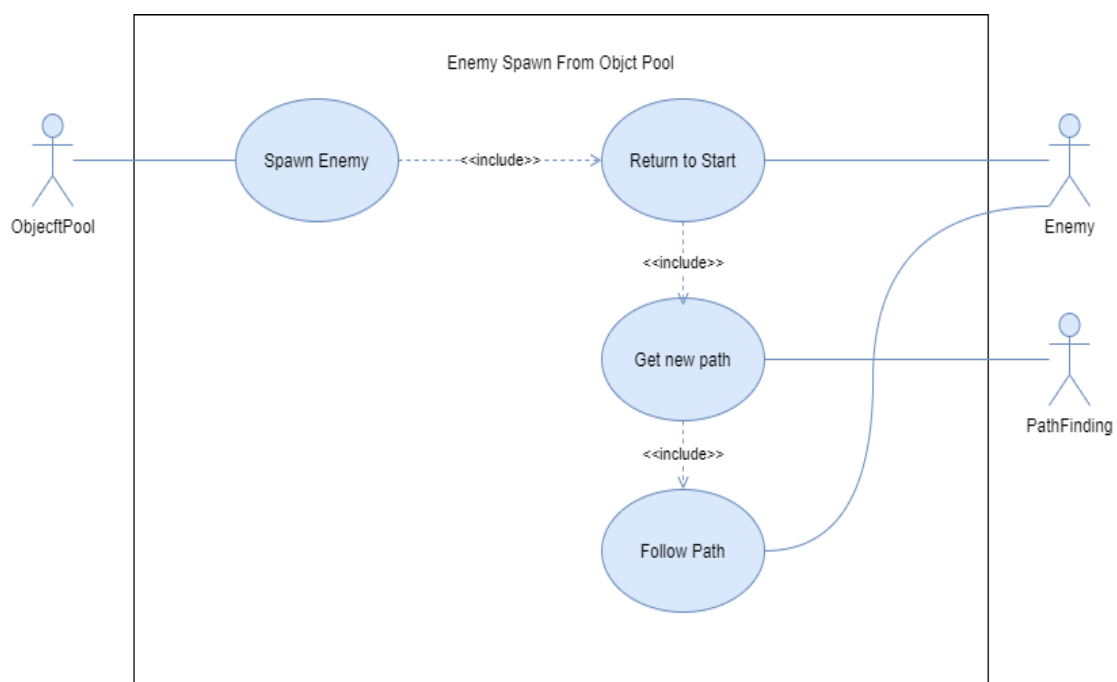 Enemy Spawn From Objct Pool
Spawn Enemy
<<include>>
Return to Start
ObjecftPool
Enemy
<<include>>
Get new path
PathFinding
<<include>>
Follow Path